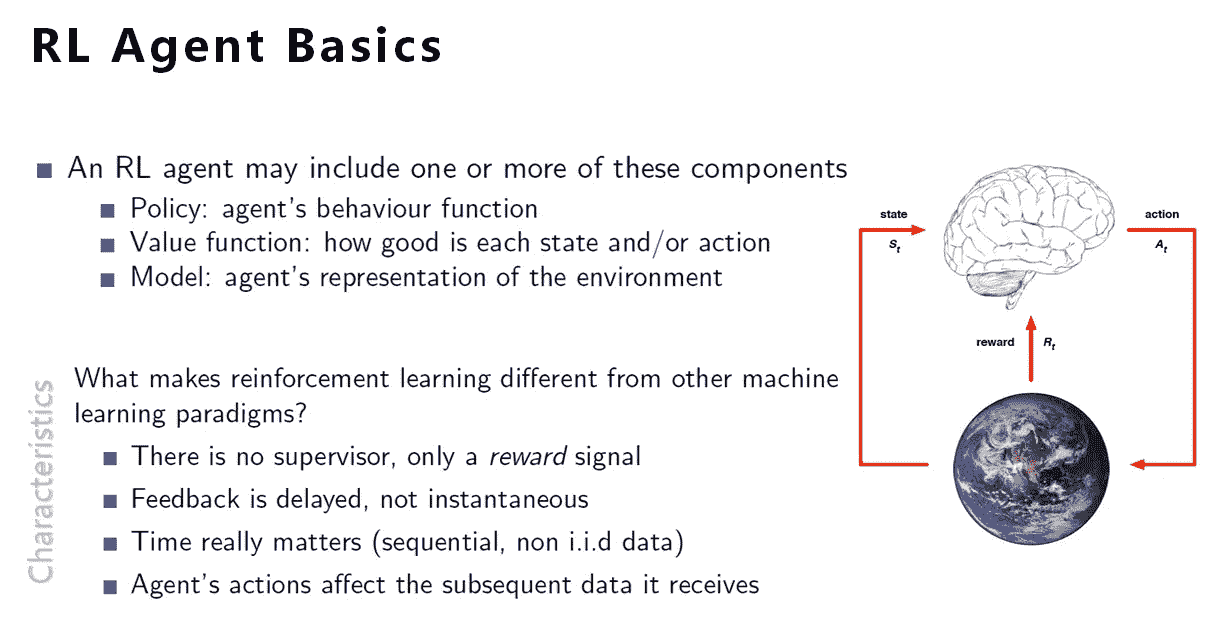 RL Agent Basics
An RL agent may include one or more of these components
Policy: agent's behaviour function
Value function: how good is each state and/or action
Model: agent's representation of the environment
Characteristics
What makes reinforcement learning different from other machine
learning paradigms?
There is no supervisor, only a reward signal
Feedback is delayed, not instantaneous
Time really matters (sequential, non i.i.d data)
Agent's actions affect the subsequent data it receives
state
Sₜ
action
Aₜ
reward
Rₜ